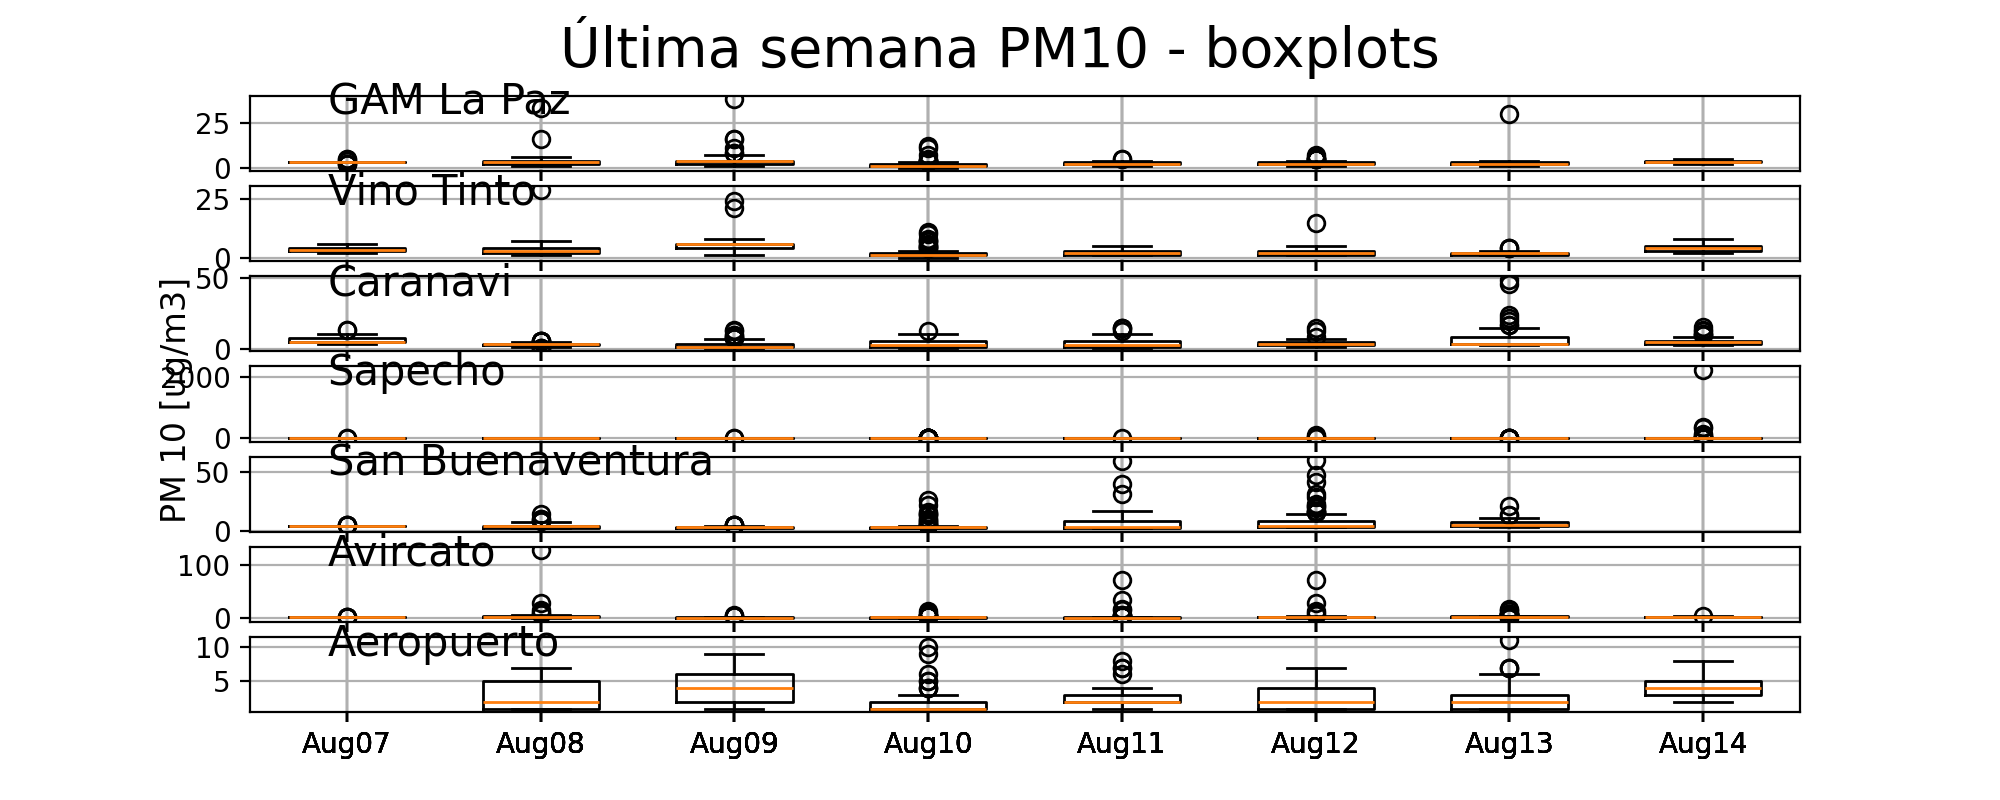 Última semana PM10 - boxplots
GAM La Paz
25
0
Vino Tinto
25
0
Caranavi
50
0
Sapecho
2000
0
San Buenaventura
50
0
Avircato
100
0
Aeropuerto
10
5
PM 10 [ug/m3]
Aug07 Aug08 Aug09 Aug10 Aug11 Aug12 Aug13 Aug14